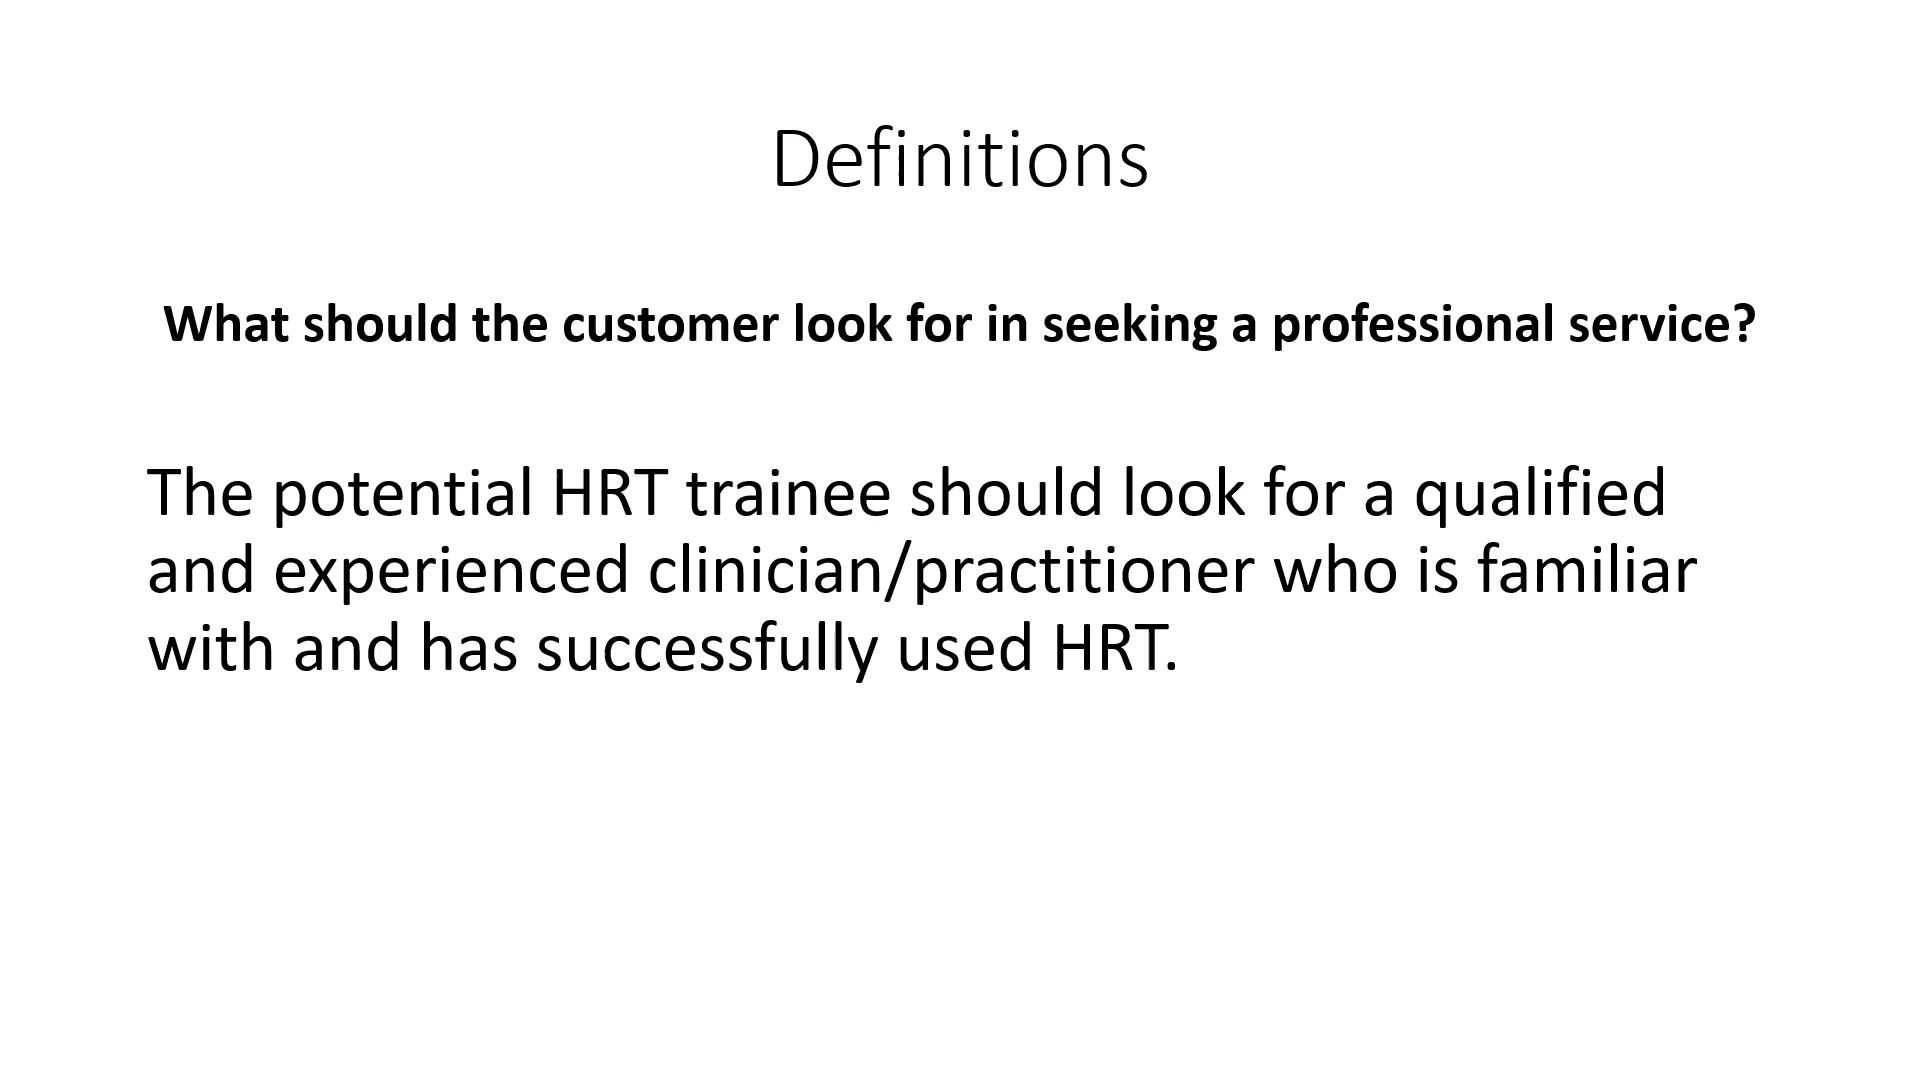 Definitions
What should the customer look for in seeking a professional service?
The potential HRT trainee should look for a qualified
and experienced clinician/practitioner who is familiar
with and has successfully used HRT.